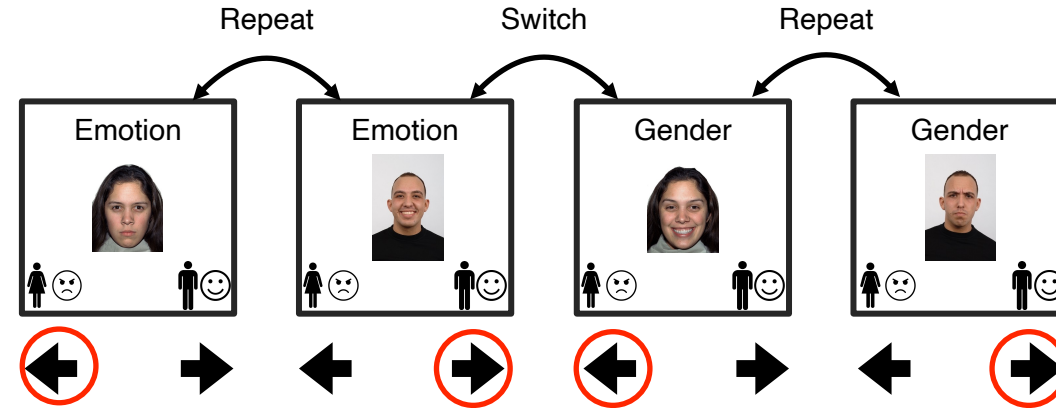 Repeat
Switch
Repeat
Emotion
Emotion
Gender
Gender